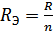 R_Э = R/n